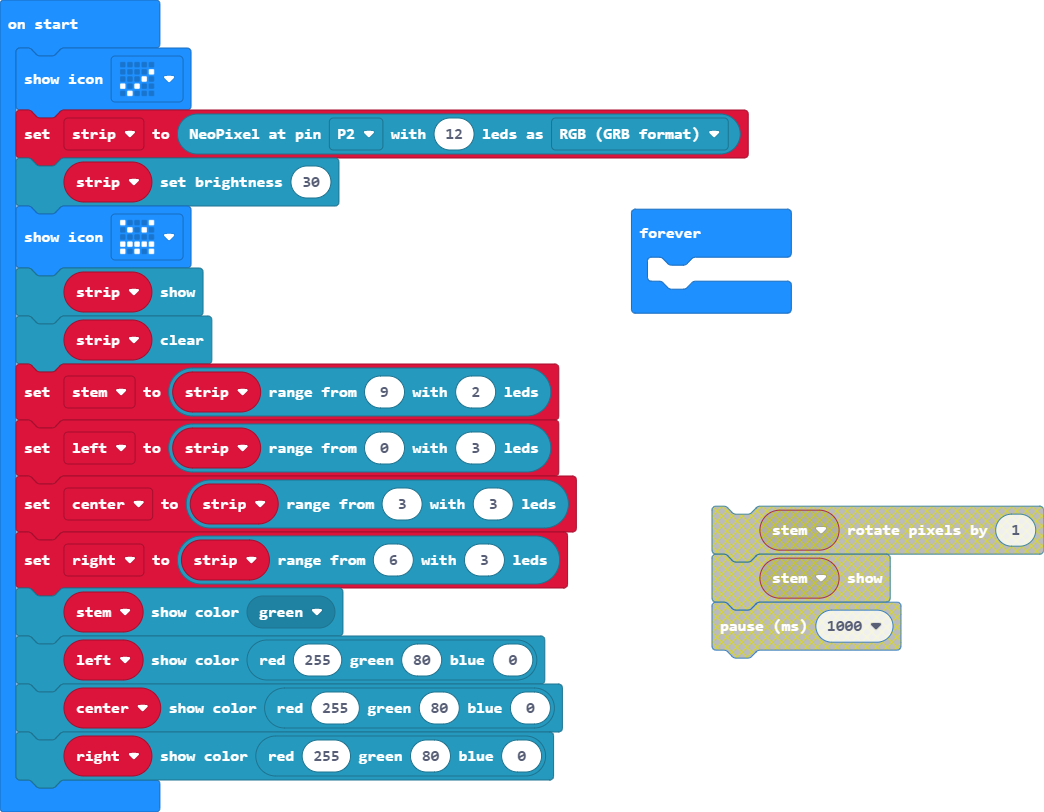 on start
show icon
set strip to NeoPixel at pin P2 with 12 leds as RGB (GRB format)
strip set brightness 30
show icon
strip show
strip clear
set stem to strip range from 9 with 2 leds
set left to strip range from 0 with 3 leds
set center to strip range from 3 with 3 leds
set right to strip range from 6 with 3 leds
stem show color green
left show color red 255 green 80 blue 0
center show color red 255 green 80 blue 0
right show color red 255 green 80 blue 0
forever
stem rotate pixels by 1
stem show
pause (ms) 1000